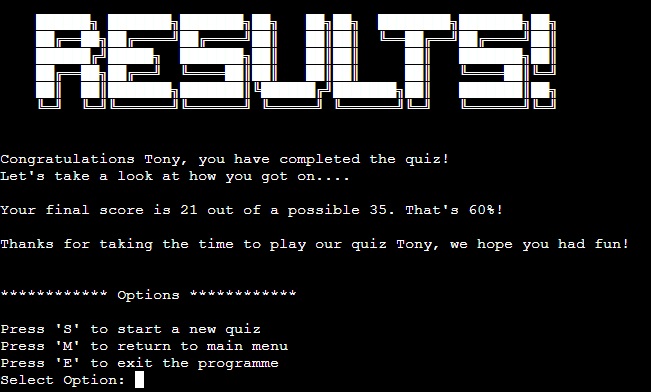 RESULTS!
Congratulations Tony, you have completed the quiz!
Let's take a look at how you got on....
Your final score is 21 out of a possible 35. That's 60%!
Thanks for taking the time to play our quiz Tony, we hope you had fun!
************ Options ************
Press 'S' to start a new quiz
Press 'M' to return to main menu
Press 'E' to exit the programme
Select Option: